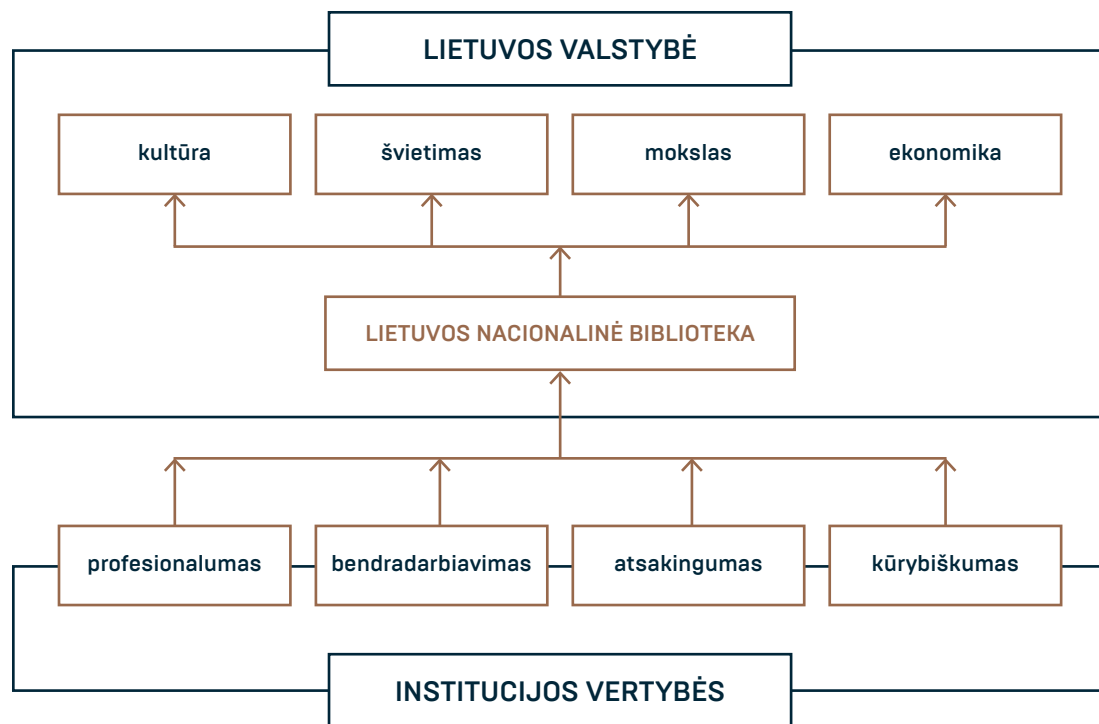 LIETUVOS VALSTYBĖ
kultūra
švietimas
mokslas
ekonomika
LIETUVOS NACIONALINĖ BIBLIOTEKA
profesionalumas
bendradarbiavimas
atsakingumas
kūrybiškumas
INSTITUCIJOS VERTYBĖS